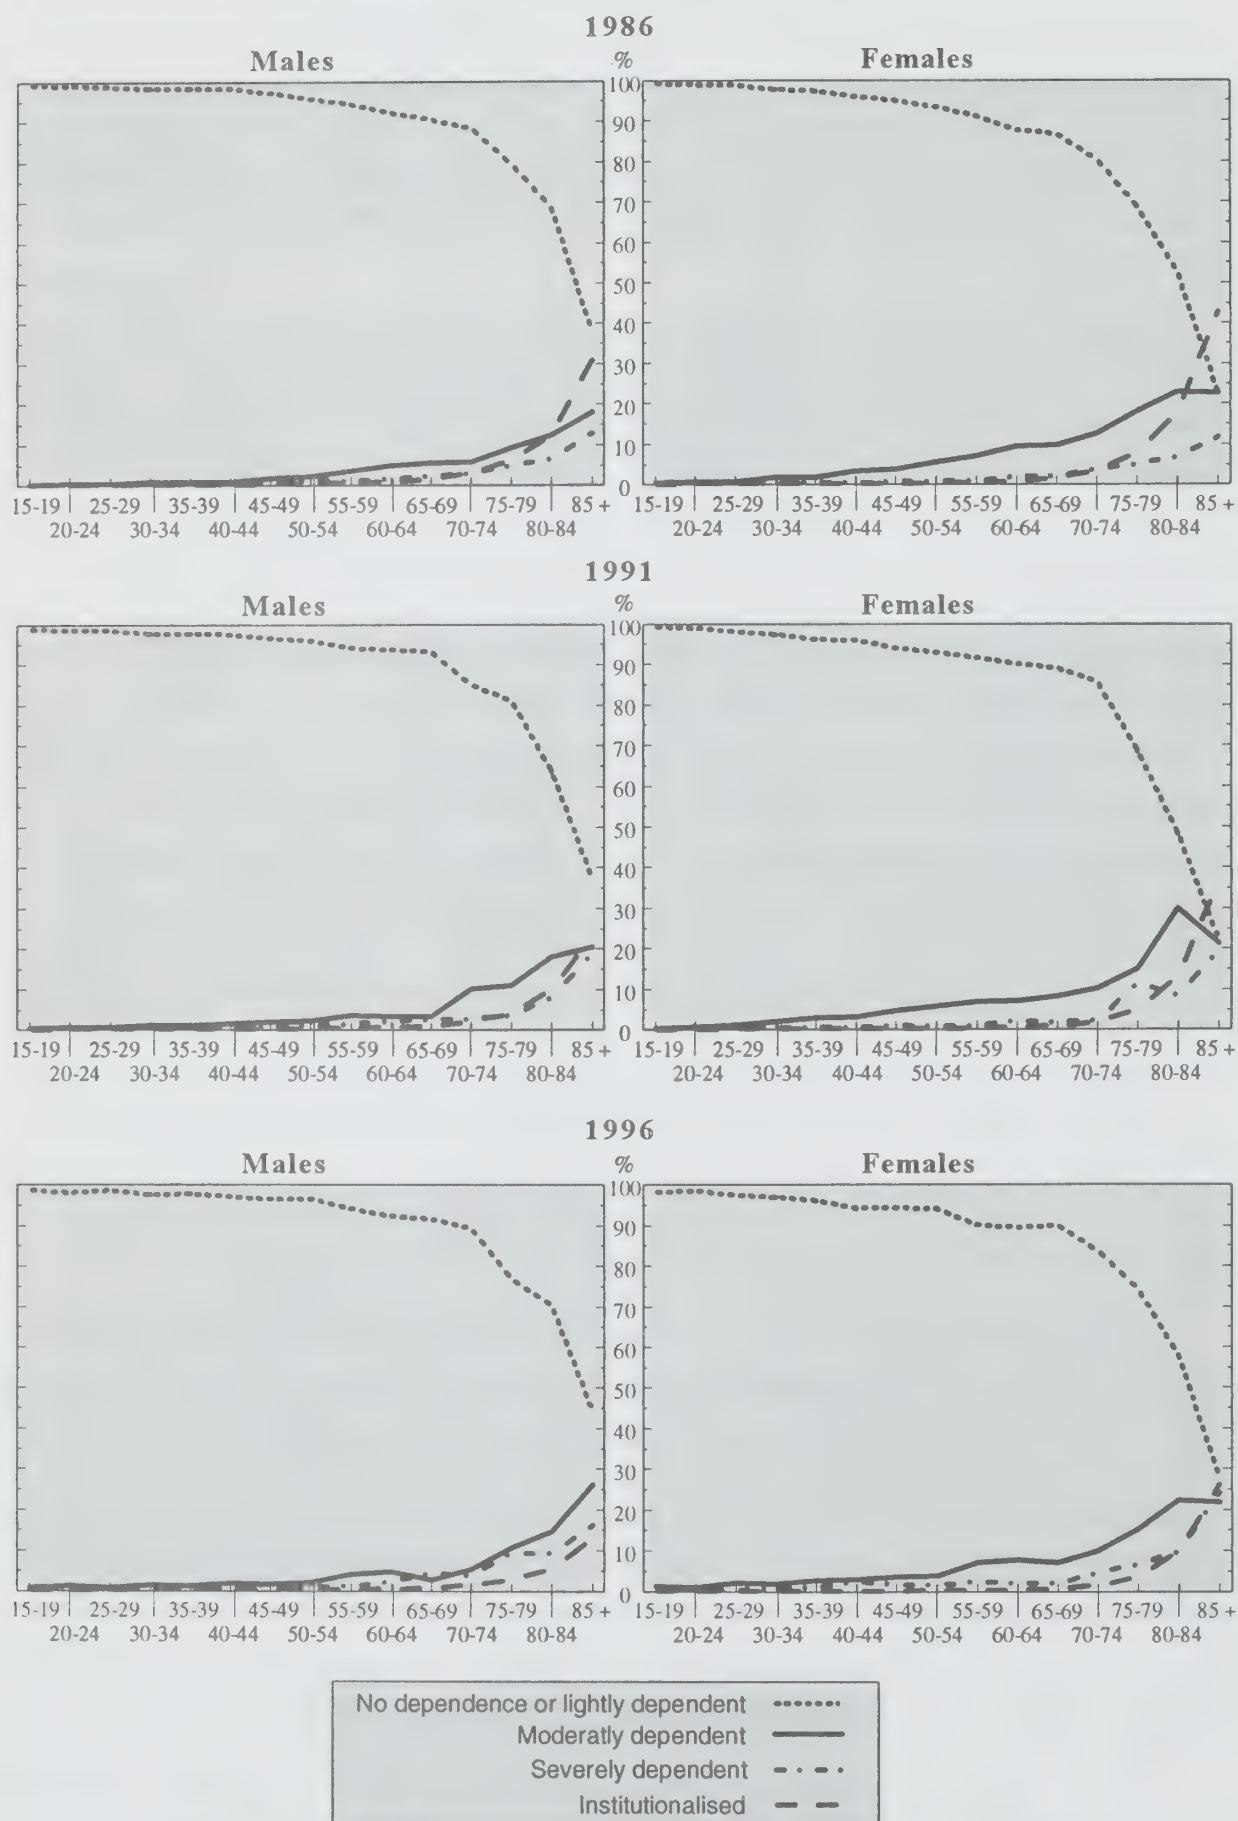 1986
Males % Females
100
90
80
70
60
50
40
30
20
10
0
15-19 25-29 35-39 45-49 55-59 65-69 75-79 85 + 15-19 25-29 35-39 45-49 55-59 65-69 75-79 85 +
20-24 30-34 40-44 50-54 60-64 70-74 80-84 20-24 30-34 40-44 50-54 60-64 70-74 80-84
1991
Males % Females
100
90
80
70
60
50
40
30
20
10
0
15-19 25-29 35-39 45-49 55-59 65-69 75-79 85 + 15-19 25-29 35-39 45-49 55-59 65-69 75-79 85 +
20-24 30-34 40-44 50-54 60-64 70-74 80-84 20-24 30-34 40-44 50-54 60-64 70-74 80-84
1996
Males % Females
100
90
80
70
60
50
40
30
20
10
0
15-19 25-29 35-39 45-49 55-59 65-69 75-79 85 + 15-19 25-29 35-39 45-49 55-59 65-69 75-79 85 +
20-24 30-34 40-44 50-54 60-64 70-74 80-84 20-24 30-34 40-44 50-54 60-64 70-74 80-84
No dependence or lightly dependent
Moderatly dependent
Severely dependent
Institutionalised